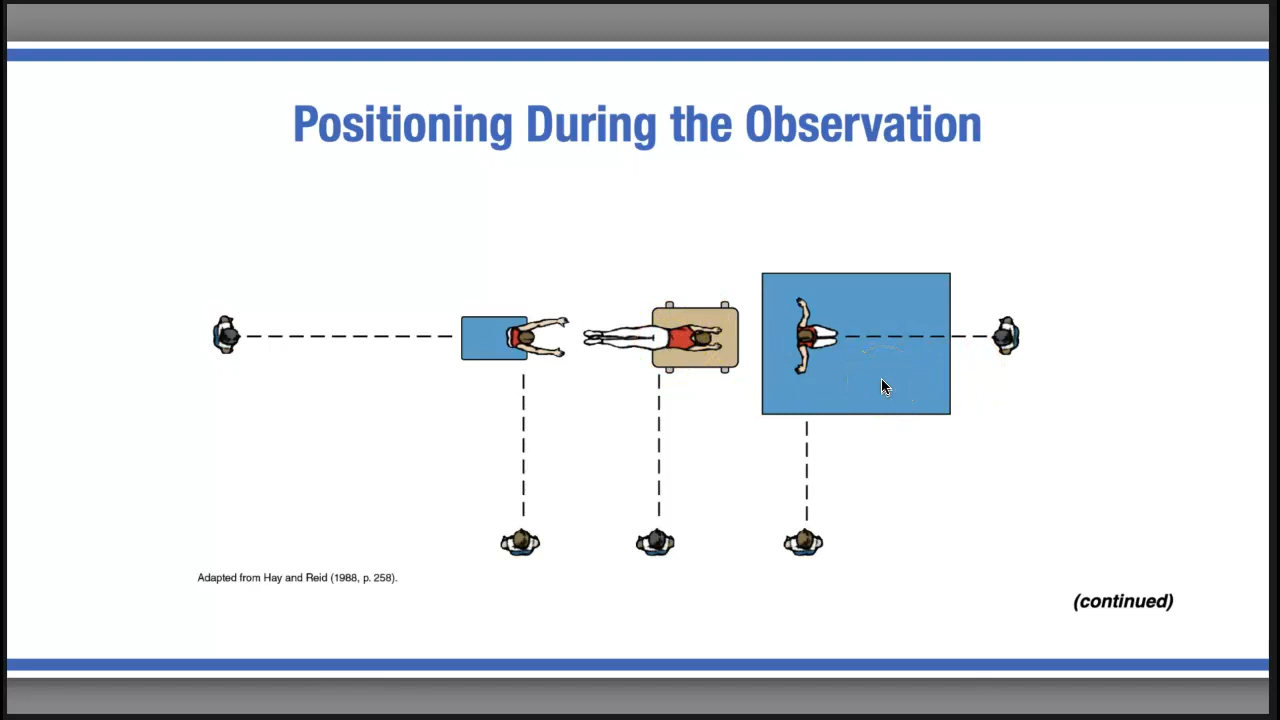 Positioning During the Observation
Adapted from Hay and Reid (1988, p. 258).
(continued)